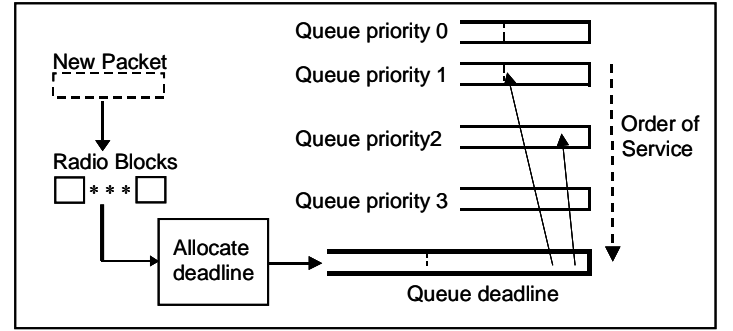 Queue priority 0
New Packet
Queue priority 1
Order of
Service
Queue priority2
Radio Blocks
* * *
Queue priority 3
Allocate
deadline
Queue deadline